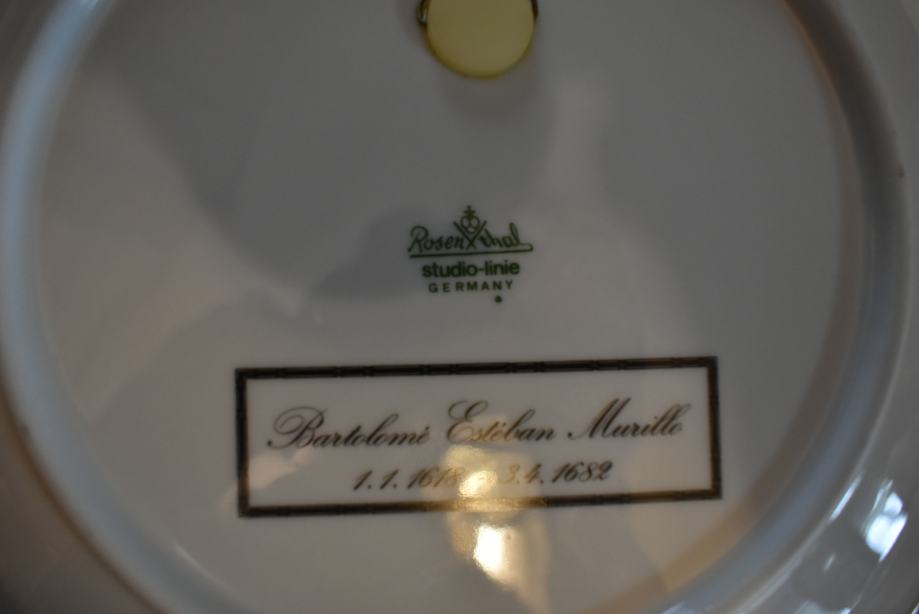 Rosenthal
studio-linie
GERMANY
Bartolomé Estéban Murillo
1.1.1618 - 3.4.1682